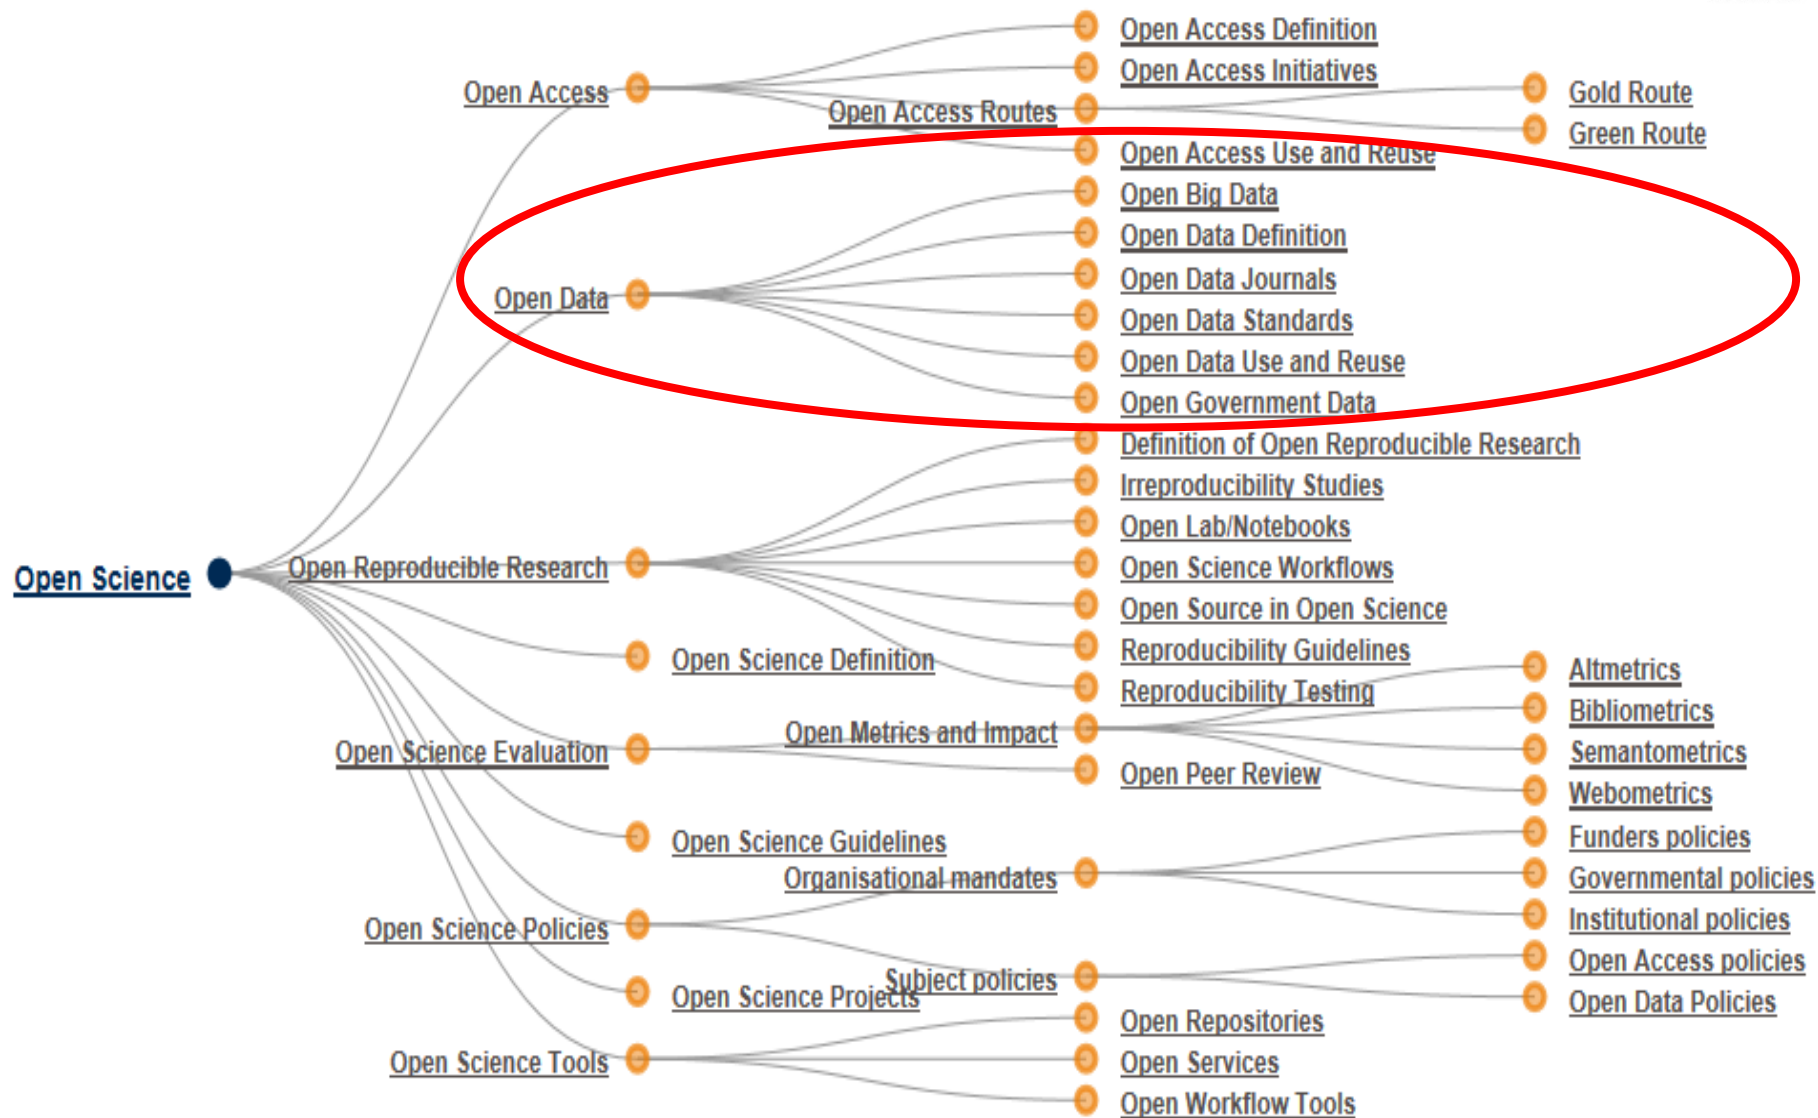 Open Science
Open Access
Open Access Definition
Open Access Initiatives
Open Access Routes
Gold Route
Green Route
Open Access Use and Reuse
Open Data
Open Big Data
Open Data Definition
Open Data Journals
Open Data Standards
Open Data Use and Reuse
Open Government Data
Open Reproducible Research
Definition of Open Reproducible Research
Irreproducibility Studies
Open Lab/Notebooks
Open Science Workflows
Open Source in Open Science
Reproducibility Guidelines
Reproducibility Testing
Open Science Definition
Open Science Evaluation
Open Metrics and Impact
Altmetrics
Bibliometrics
Semantometrics
Webometrics
Open Peer Review
Open Science Guidelines
Open Science Policies
Organisational mandates
Funders policies
Governmental policies
Institutional policies
Subject policies
Open Access policies
Open Data Policies
Open Science Projects
Open Science Tools
Open Repositories
Open Services
Open Workflow Tools